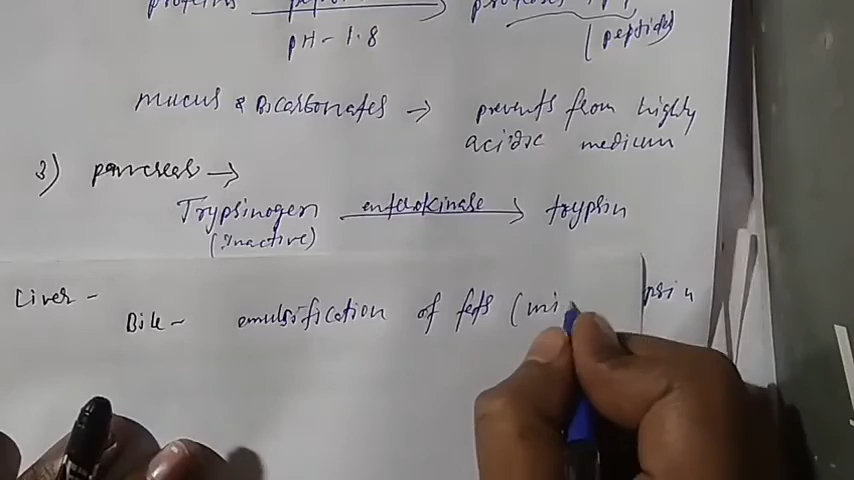 pH - 1.8
(peptides)
mucus & Bicarbonates → prevents from highly
acidic medium
3) pancreas →
Trypsinogen enterokinase → trypsin
(Inactive)
psin
Liver -
Bile - emulsification of fats (mi